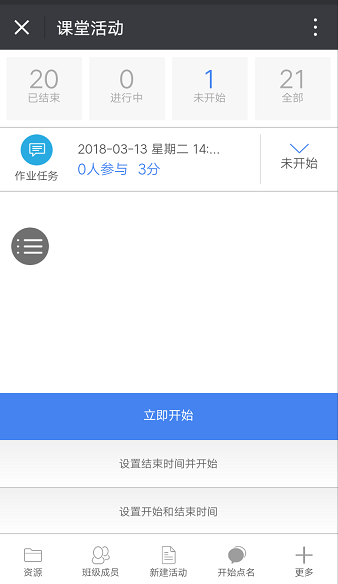 课堂活动
20 0 1 21
已结束 进行中 未开始 全部
2018-03-13 星期二 14:...
0人参与 3分
作业任务
未开始
立即开始
设置结束时间并开始
设置开始和结束时间
资源 班级成员 新建活动 开始点名 更多